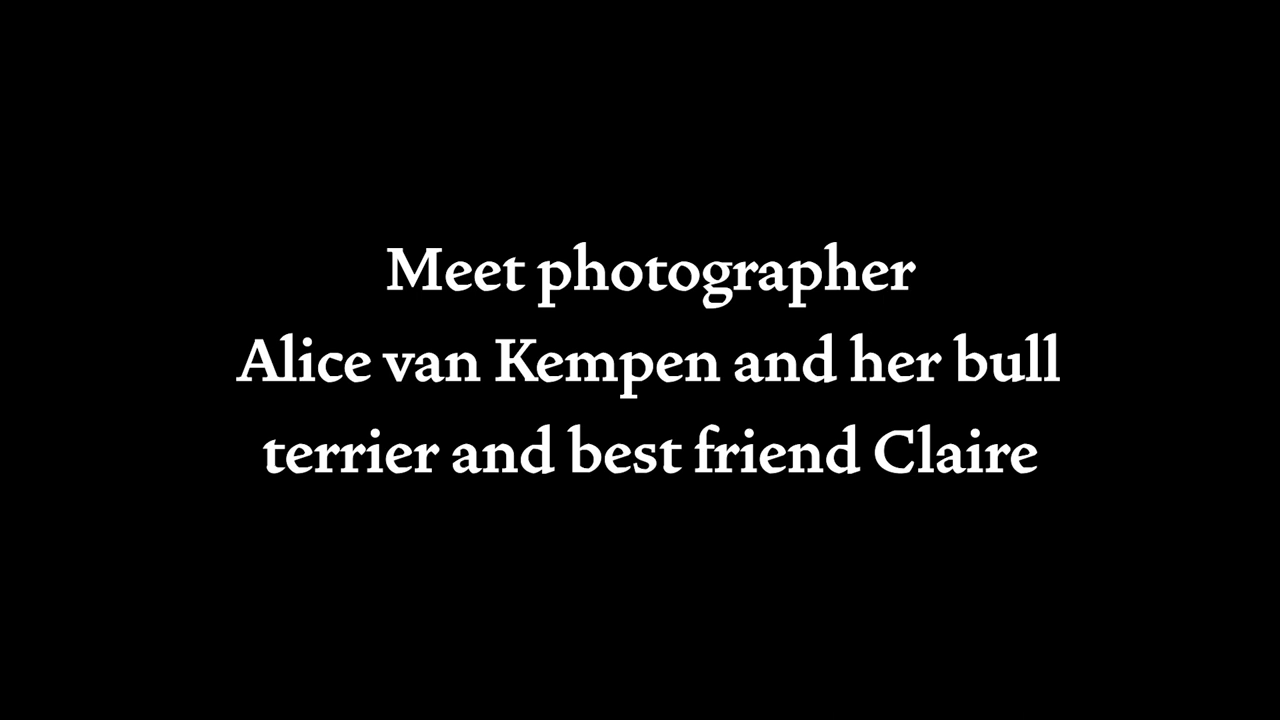 Meet photographer
Alice van Kempen and her bull
terrier and best friend Claire